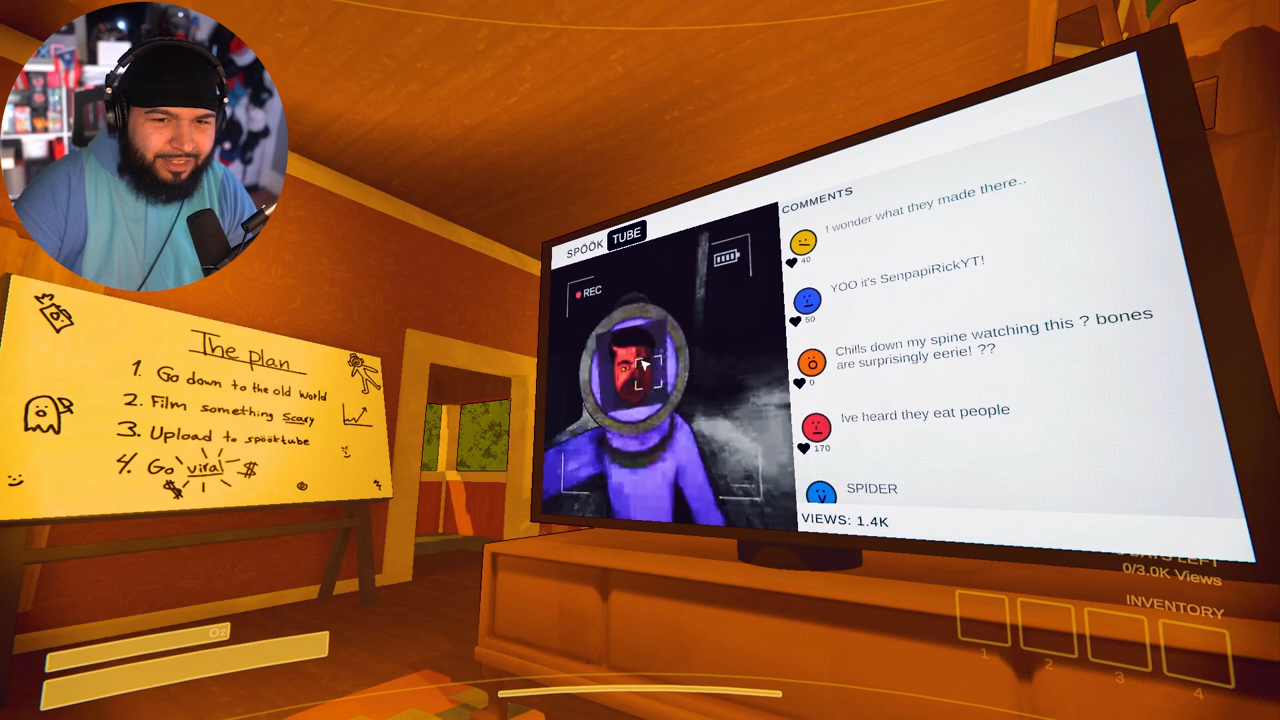 The plan
1. Go down to the old world
2. Film something scary
3. Upload to spööktube
4. Go viral $
$
SPÖÖK TUBE
REC
COMMENTS
I wonder what they made there..
40
YOO it's SenpapiRickYT!
50
Chills down my spine watching this ? bones
are surprisingly eerie! ??
0
Ive heard they eat people
170
SPIDER
VIEWS: 1.4K
LEFT
0/3.0K Views
INVENTORY
1 2 3 4